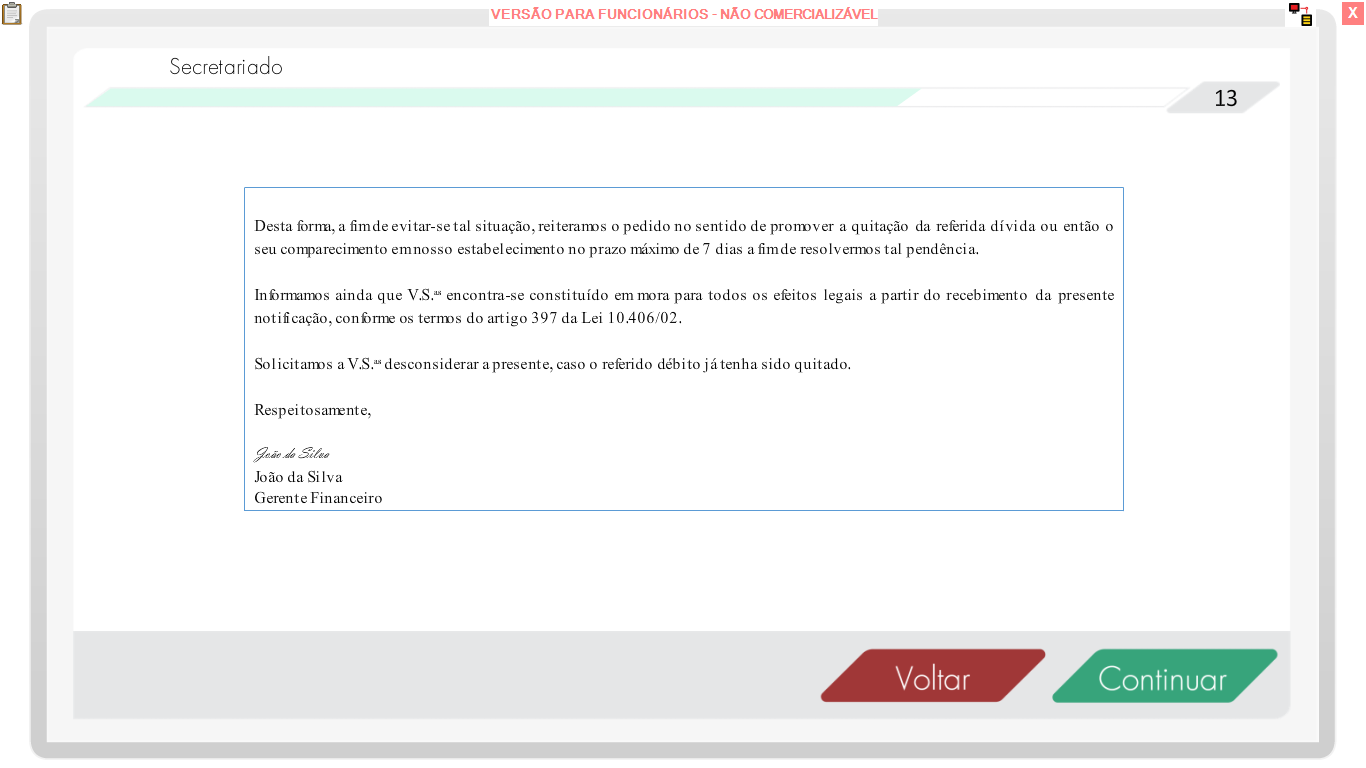 VERSÃO PARA FUNCIONÁRIOS - NÃO COMERCIALIZÁVEL
X
Secretariado
13
Desta forma, a fim de evitar-se tal situação, reiteramos o pedido no sentido de promover a quitação da referida dívida ou então o
seu comparecimento em nosso estabelecimento no prazo máximo de 7 dias a fim de resolvermos tal pendência.
Informamos ainda que V.S.ªˢ encontra-se constituído em mora para todos os efeitos legais a partir do recebimento da presente
notificação, conforme os termos do artigo 397 da Lei 10.406/02.
Solicitamos a V.S.ªˢ desconsiderar a presente, caso o referido débito já tenha sido quitado.
Respeitosamente,
João da Silva
João da Silva
Gerente Financeiro
Voltar
Continuar